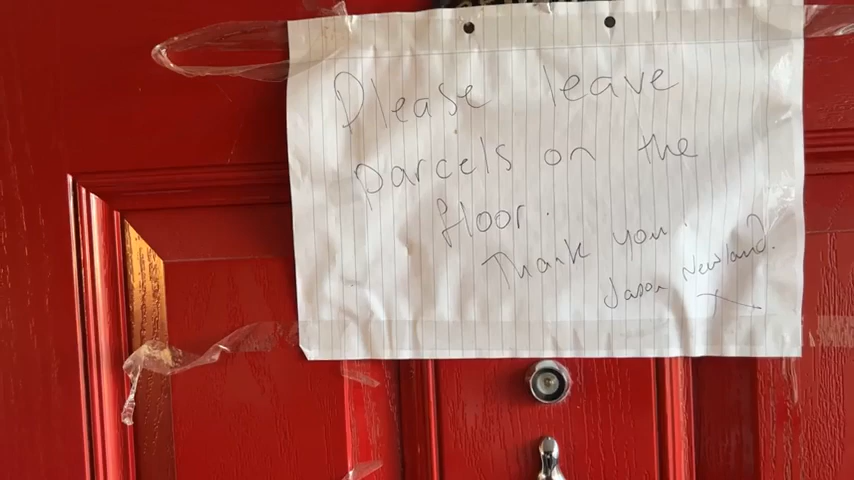 Please leave
parcels on the
floor.
Thank you.
Jason Newland.
X